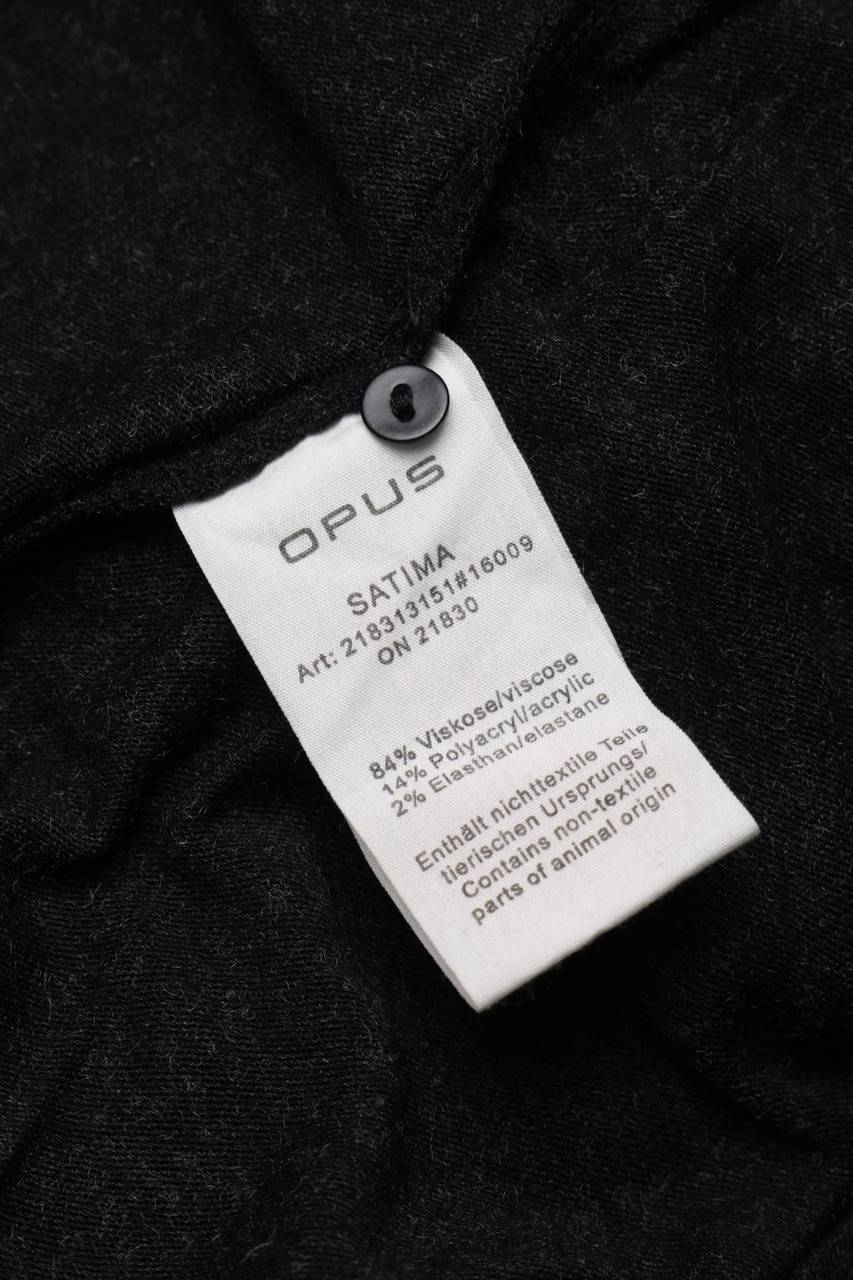 OPUS
SATIMA
Art: 218313151#16009
ON 21830
84% Viskose/viscose
14% Polyacryl/acrylic
2% Elasthan/elastane
Enthält nichttextile Teile
tierischen Ursprungs/
Contains non-textile
parts of animal origin